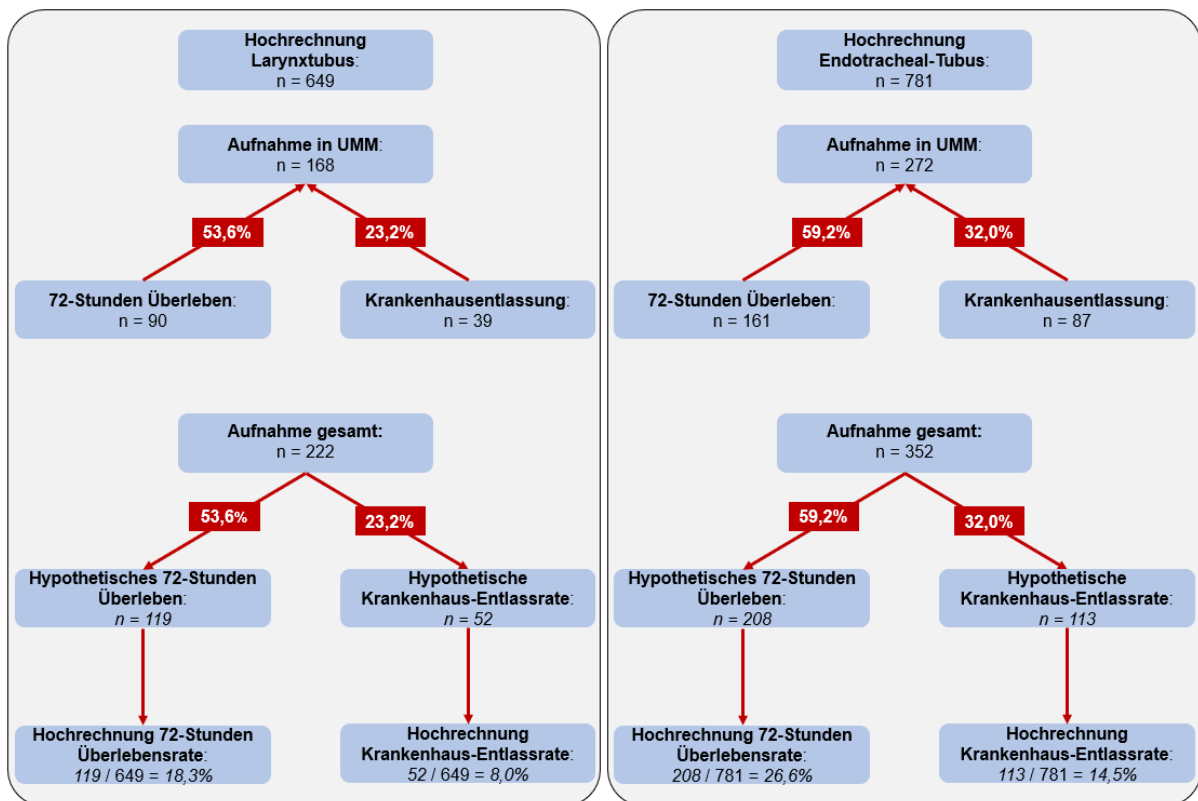 Hochrechnung
Larynxtubus:
n = 649
Aufnahme in UMM:
n = 168
53,6%
23,2%
72-Stunden Überleben:
n = 90
Krankenhausentlassung:
n = 39
Aufnahme gesamt:
n = 222
53,6%
23,2%
Hypothetisches 72-Stunden
Überleben:
n = 119
Hypothetische
Krankenhaus-Entlassrate:
n = 52
Hochrechnung 72-Stunden
Überlebensrate:
119 / 649 = 18,3%
Hochrechnung
Krankenhaus-Entlassrate:
52 / 649 = 8,0%
Hochrechnung
Endotracheal-Tubus:
n = 781
Aufnahme in UMM:
n = 272
59,2%
32,0%
72-Stunden Überleben:
n = 161
Krankenhausentlassung:
n = 87
Aufnahme gesamt:
n = 352
59,2%
32,0%
Hypothetisches 72-Stunden
Überleben:
n = 208
Hypothetische
Krankenhaus-Entlassrate:
n = 113
Hochrechnung 72-Stunden
Überlebensrate:
208 / 781 = 26,6%
Hochrechnung
Krankenhaus-Entlassrate:
113 / 781 = 14,5%